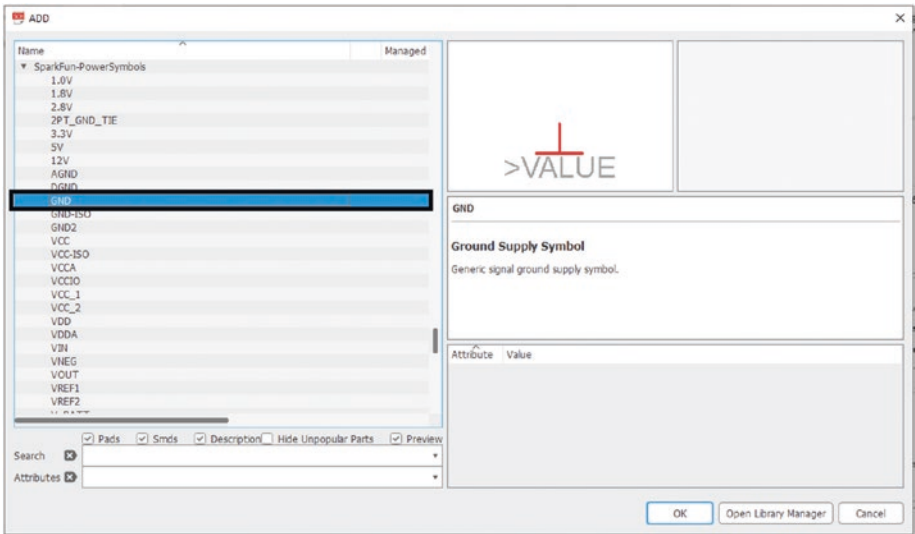 ADD
Name Managed
SparkFun-PowerSymbols
1.0V
1.8V
2.8V
2PT_GND_TIE
3.3V
5V
12V
AGND
DGND
GND
GND-ISO
GND2
VCC
VCC-ISO
VCCA
VCCIO
VCC_1
VCC_2
VDD
VDDA
VIN
VNEG
VOUT
VREF1
VREF2
>VALUE
GND
Ground Supply Symbol
Generic signal ground supply symbol.
Attribute Value
Pads Smds Description Hide Unpopular Parts Preview
Search
Attributes
OK Open Library Manager Cancel